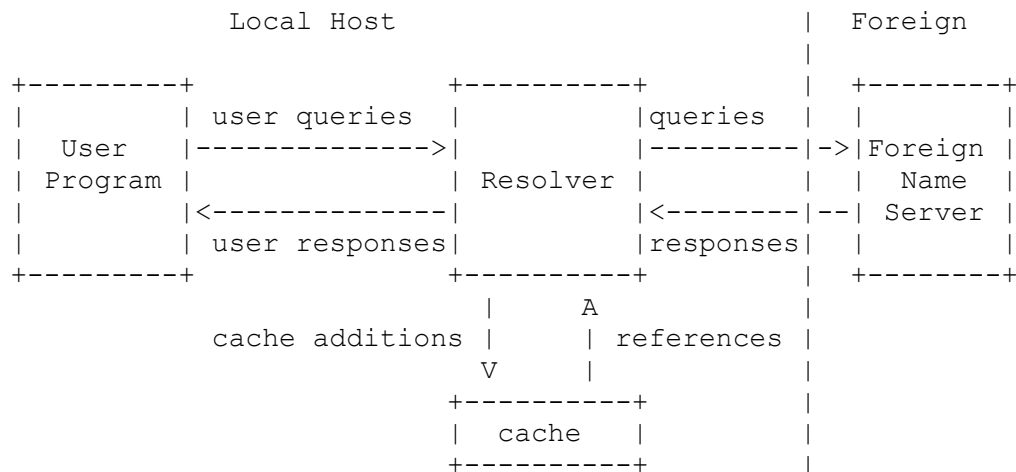 Local Host | Foreign
|
+---------+ +----------+ | +--------+
| | user queries | |queries | | |
| User |-------------->| |---------|->|Foreign |
| Program | | Resolver | | | Name |
| |<--------------| |<--------|--| Server |
| | user responses| |responses| | |
+---------+ +----------+ | +--------+
| A |
cache additions | | references |
V | |
+----------+ |
| cache | |
+----------+ |